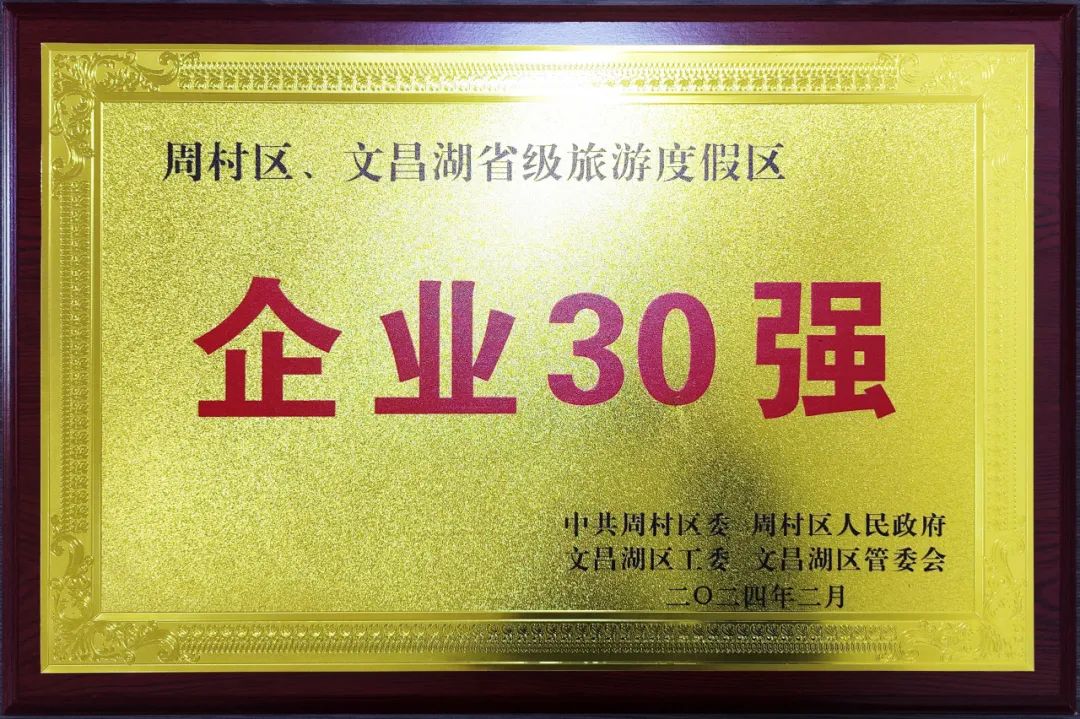 周村区、文昌湖省级旅游度假区
企业30强
中共周村区委 周村区人民政府
文昌湖区工委 文昌湖区管委会
二〇二四年二月